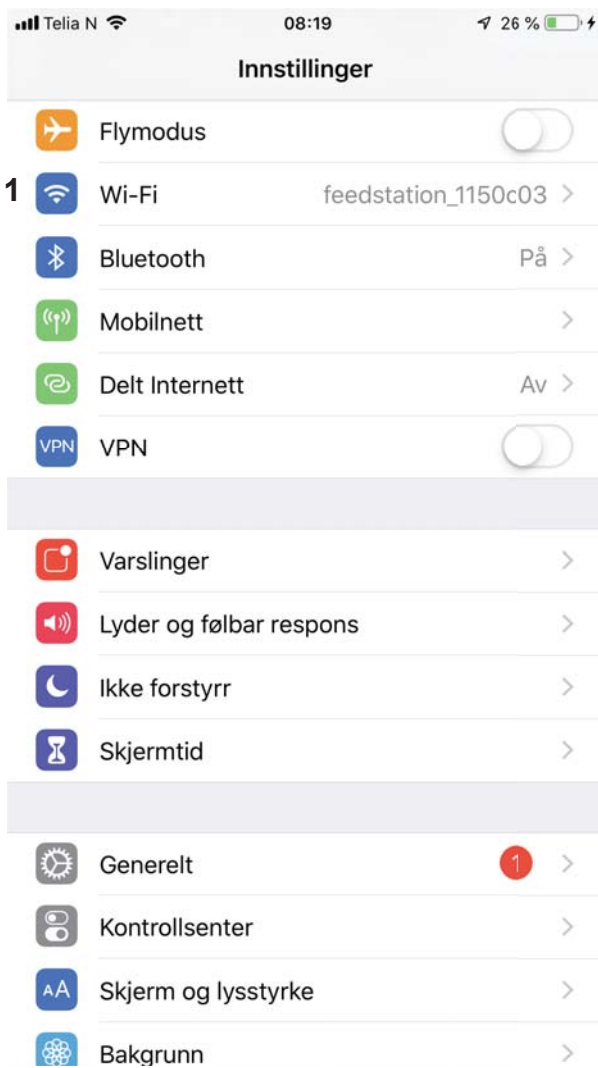 Telia N 08:19 26 %
Innstillinger
Flymodus
1 Wi-Fi feedstation_1150c03
Bluetooth På
Mobilnett
Delt Internett Av
VPN VPN
Varslinger
Lyder og følbar respons
Ikke forstyrr
Skjermtid
Generelt 1
Kontrollsenter
AA Skjerm og lysstyrke
Bakgrunn